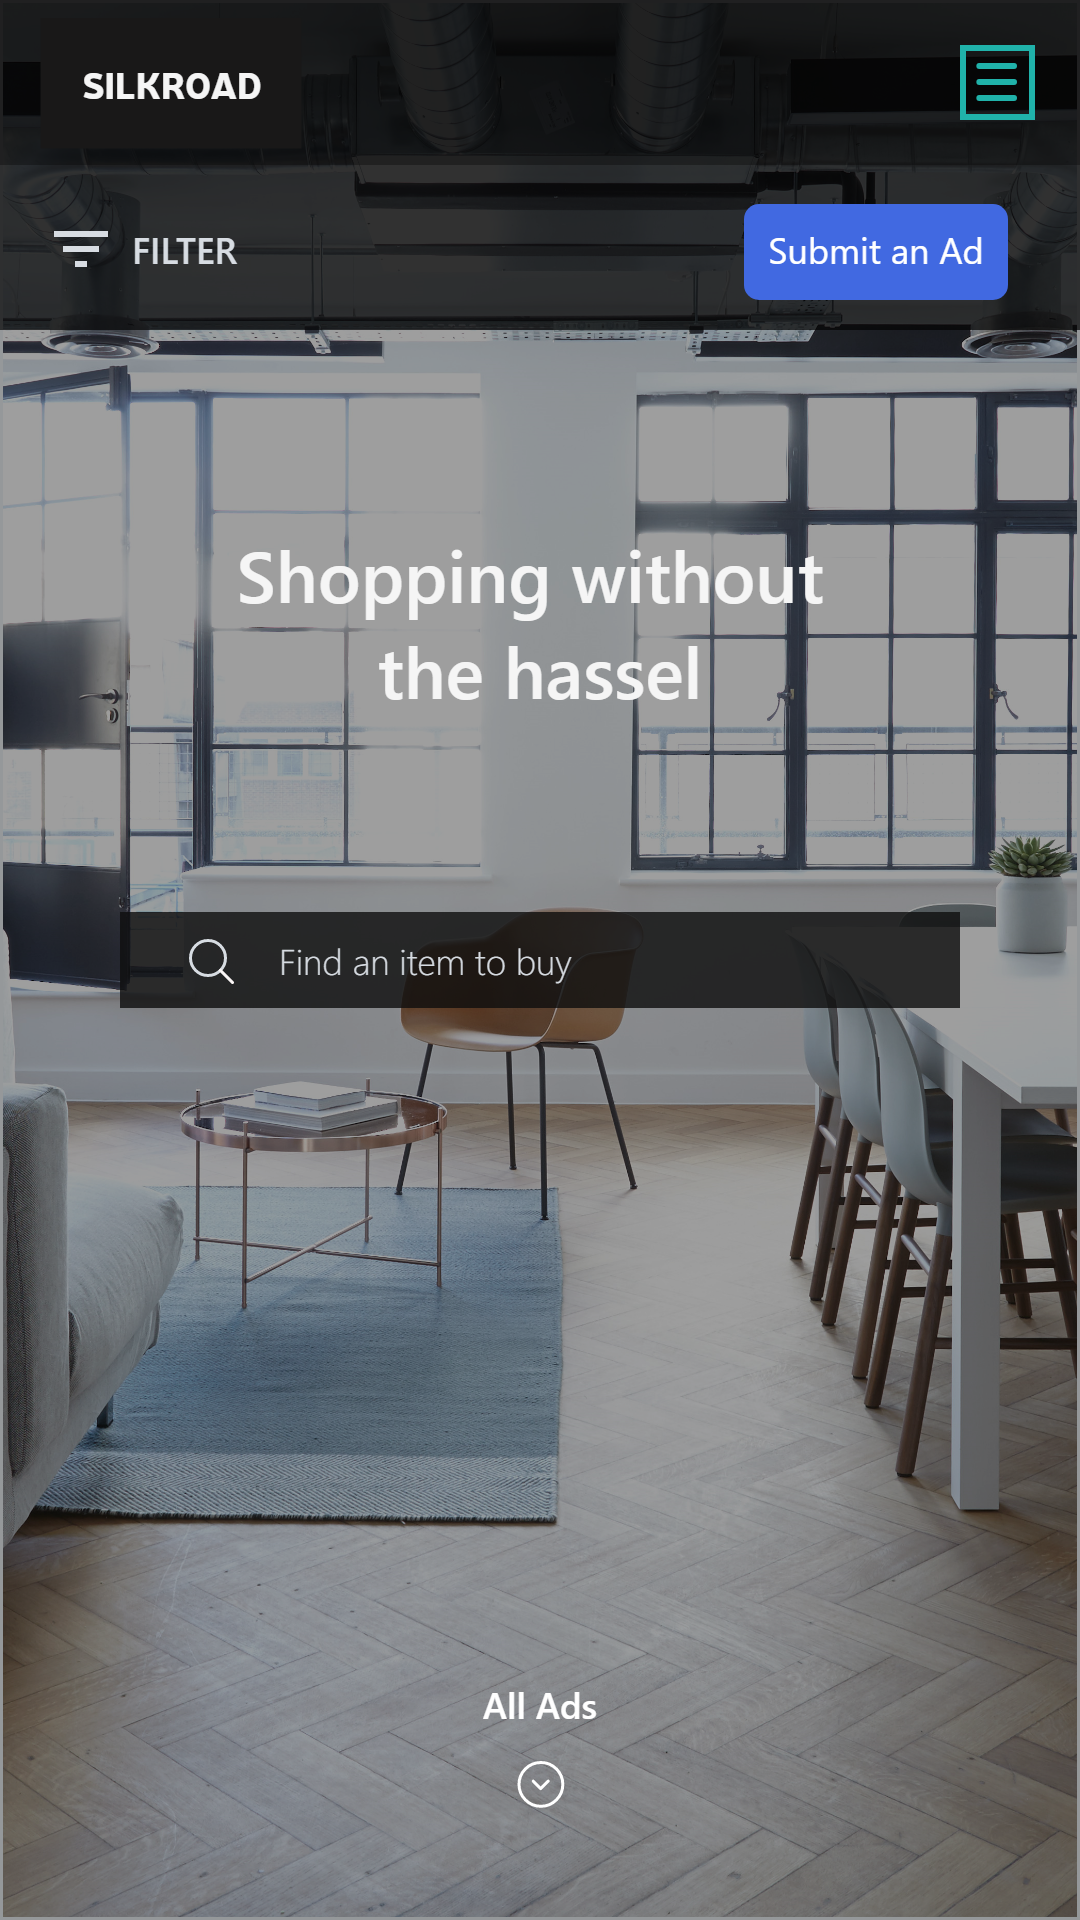 SILKROAD
FILTER
Submit an Ad
Shopping without
the hassel
Find an item to buy
All Ads